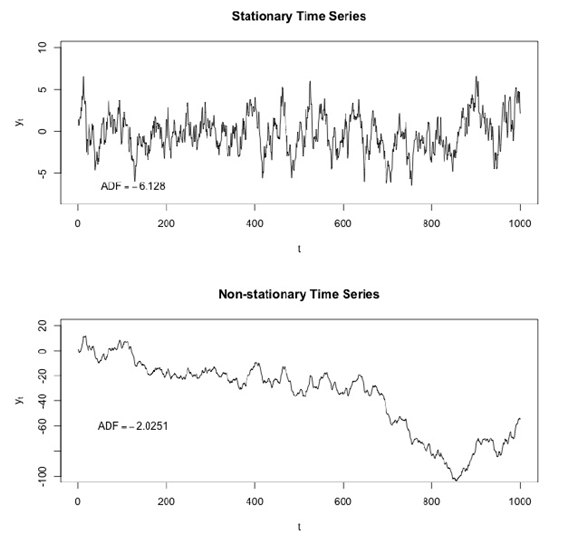 Stationary Time Series
10
5
0
-5
yt
ADF = −6.128
0 200 400 600 800 1000
t
Non-stationary Time Series
20
0
-20
-40
-60
-100
yt
ADF = −2.0251
0 200 400 600 800 1000
t